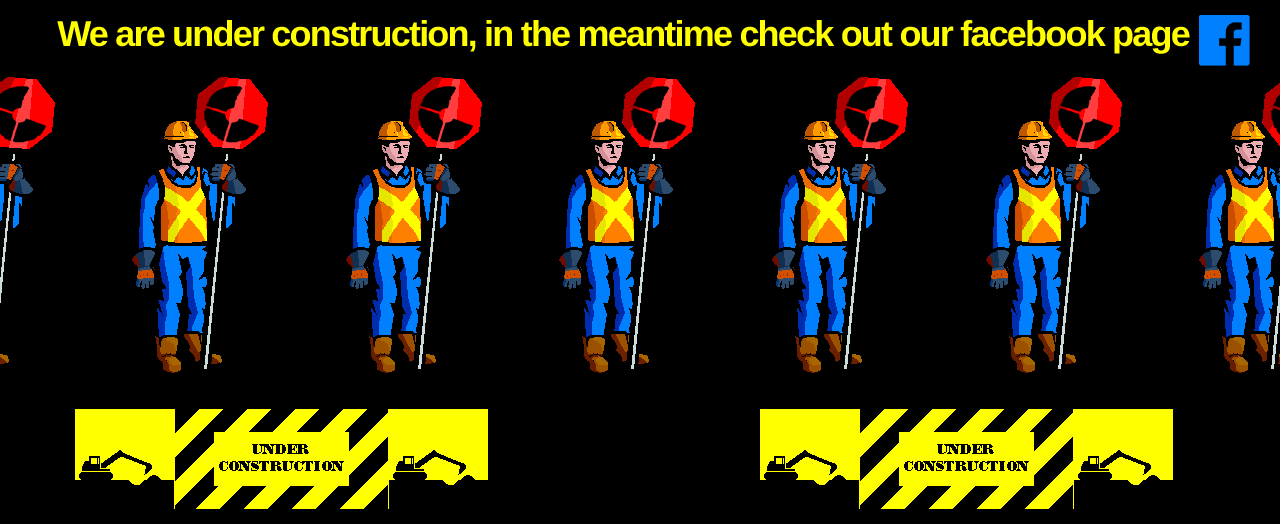 We are under construction, in the meantime check out our facebook page
UNDER
CONSTRUCTION
UNDER
CONSTRUCTION